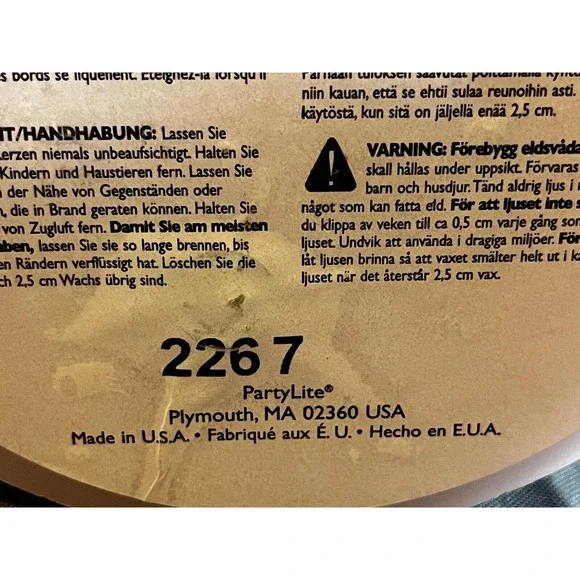 bords se liquéfient. Éteignez-la lorsqu'il
IT/HANDHABUNG: Lassen Sie
Kerzen niemals unbeaufsichtigt. Halten Sie
Kindern und Haustieren fern. Lassen Sie
n der Nähe von Gegenständen oder
, die in Brand geraten können. Halten Sie
von Zugluft fern. Damit Sie am meisten
aben, lassen Sie sie so lange brennen, bis
en Rändern verflüssigt hat. Löschen Sie die
ch 2,5 cm Wachs übrig sind.
Parhaan tuloksen saavutat polttamalla kyntti
niin kauan, että se ehtii sulaa reunoihin asti.
käytöstä, kun sitä on jäljellä enää 2,5 cm.
VARNING: Förebygg eldsvåda
skall hållas under uppsikt. Förvaras
barn och husdjur. Tänd aldrig ljus i
något som kan fatta eld. För att ljuset inte s
du klippa av veken till ca 0,5 cm varje gång som
ljuset. Undvik att använda i dragiga miljöer. För
låt ljusen brinna så att vaxet smälter helt ut i ka
ljuset när det återstår 2,5 cm vax.
2267
PartyLite®
Plymouth, MA 02360 USA
Made in U.S.A. • Fabriqué aux É. U. • Hecho en E.U.A.